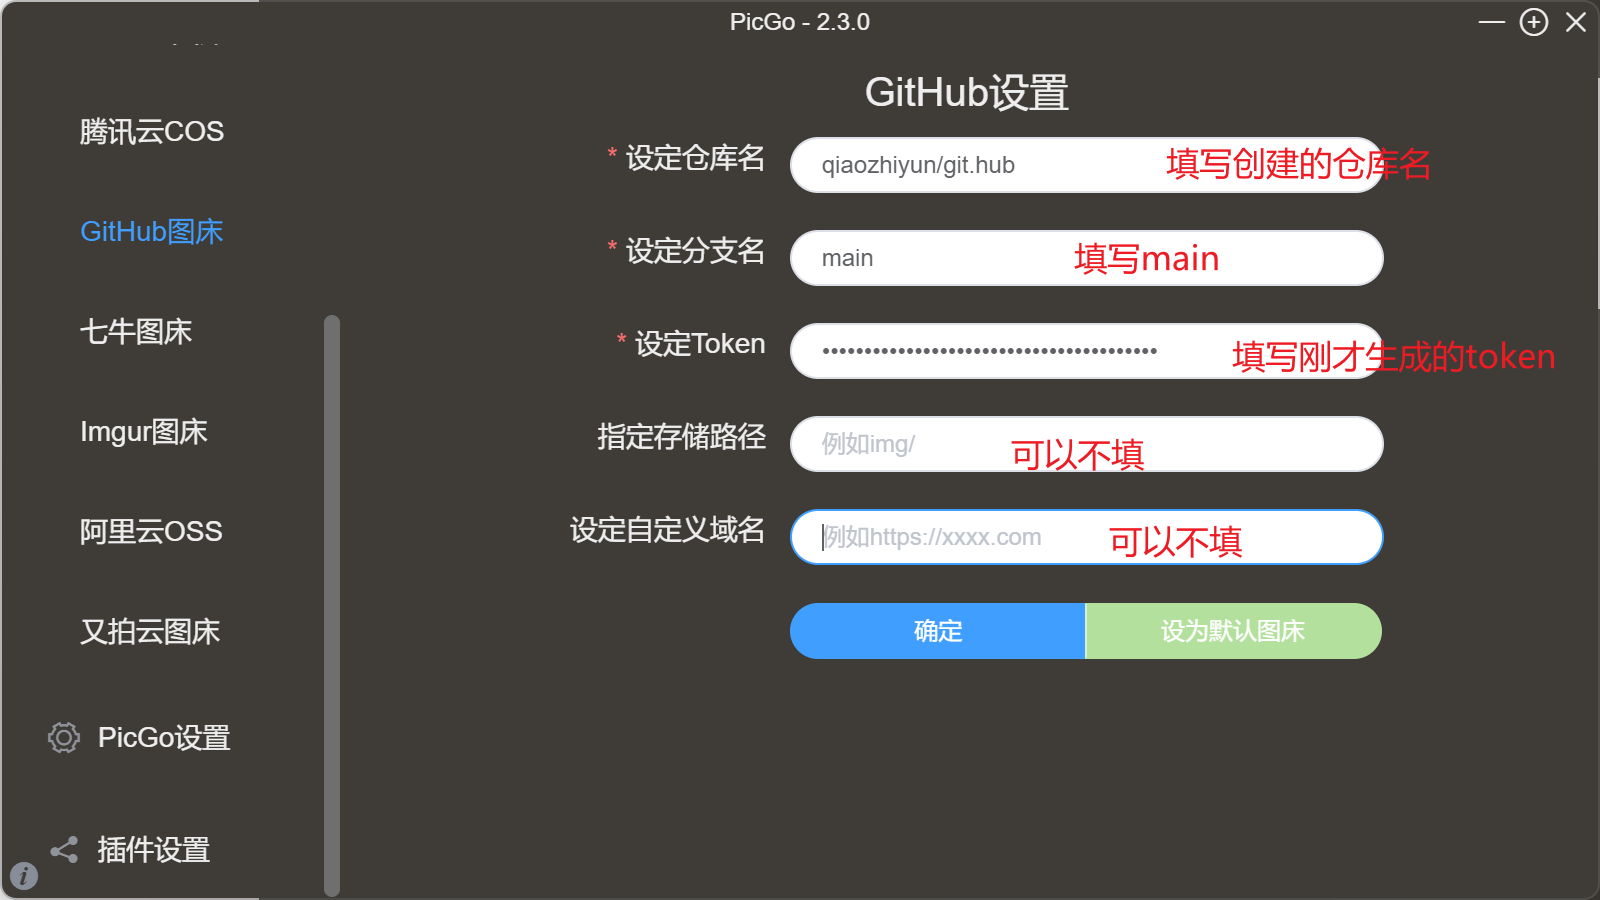 PicGo - 2.3.0
腾讯云COS
GitHub图床
七牛图床
Imgur图床
阿里云OSS
又拍云图床
PicGo设置
插件设置
GitHub设置
* 设定仓库名
qiaozhiyun/git.hub
填写创建的仓库名
* 设定分支名
main
填写main
* 设定Token
••••••••••••••••••••••••••••••••••••••••
填写刚才生成的token
指定存储路径
例如img/
可以不填
设定自定义域名
例如https://xxxx.com
可以不填
确定
设为默认图床